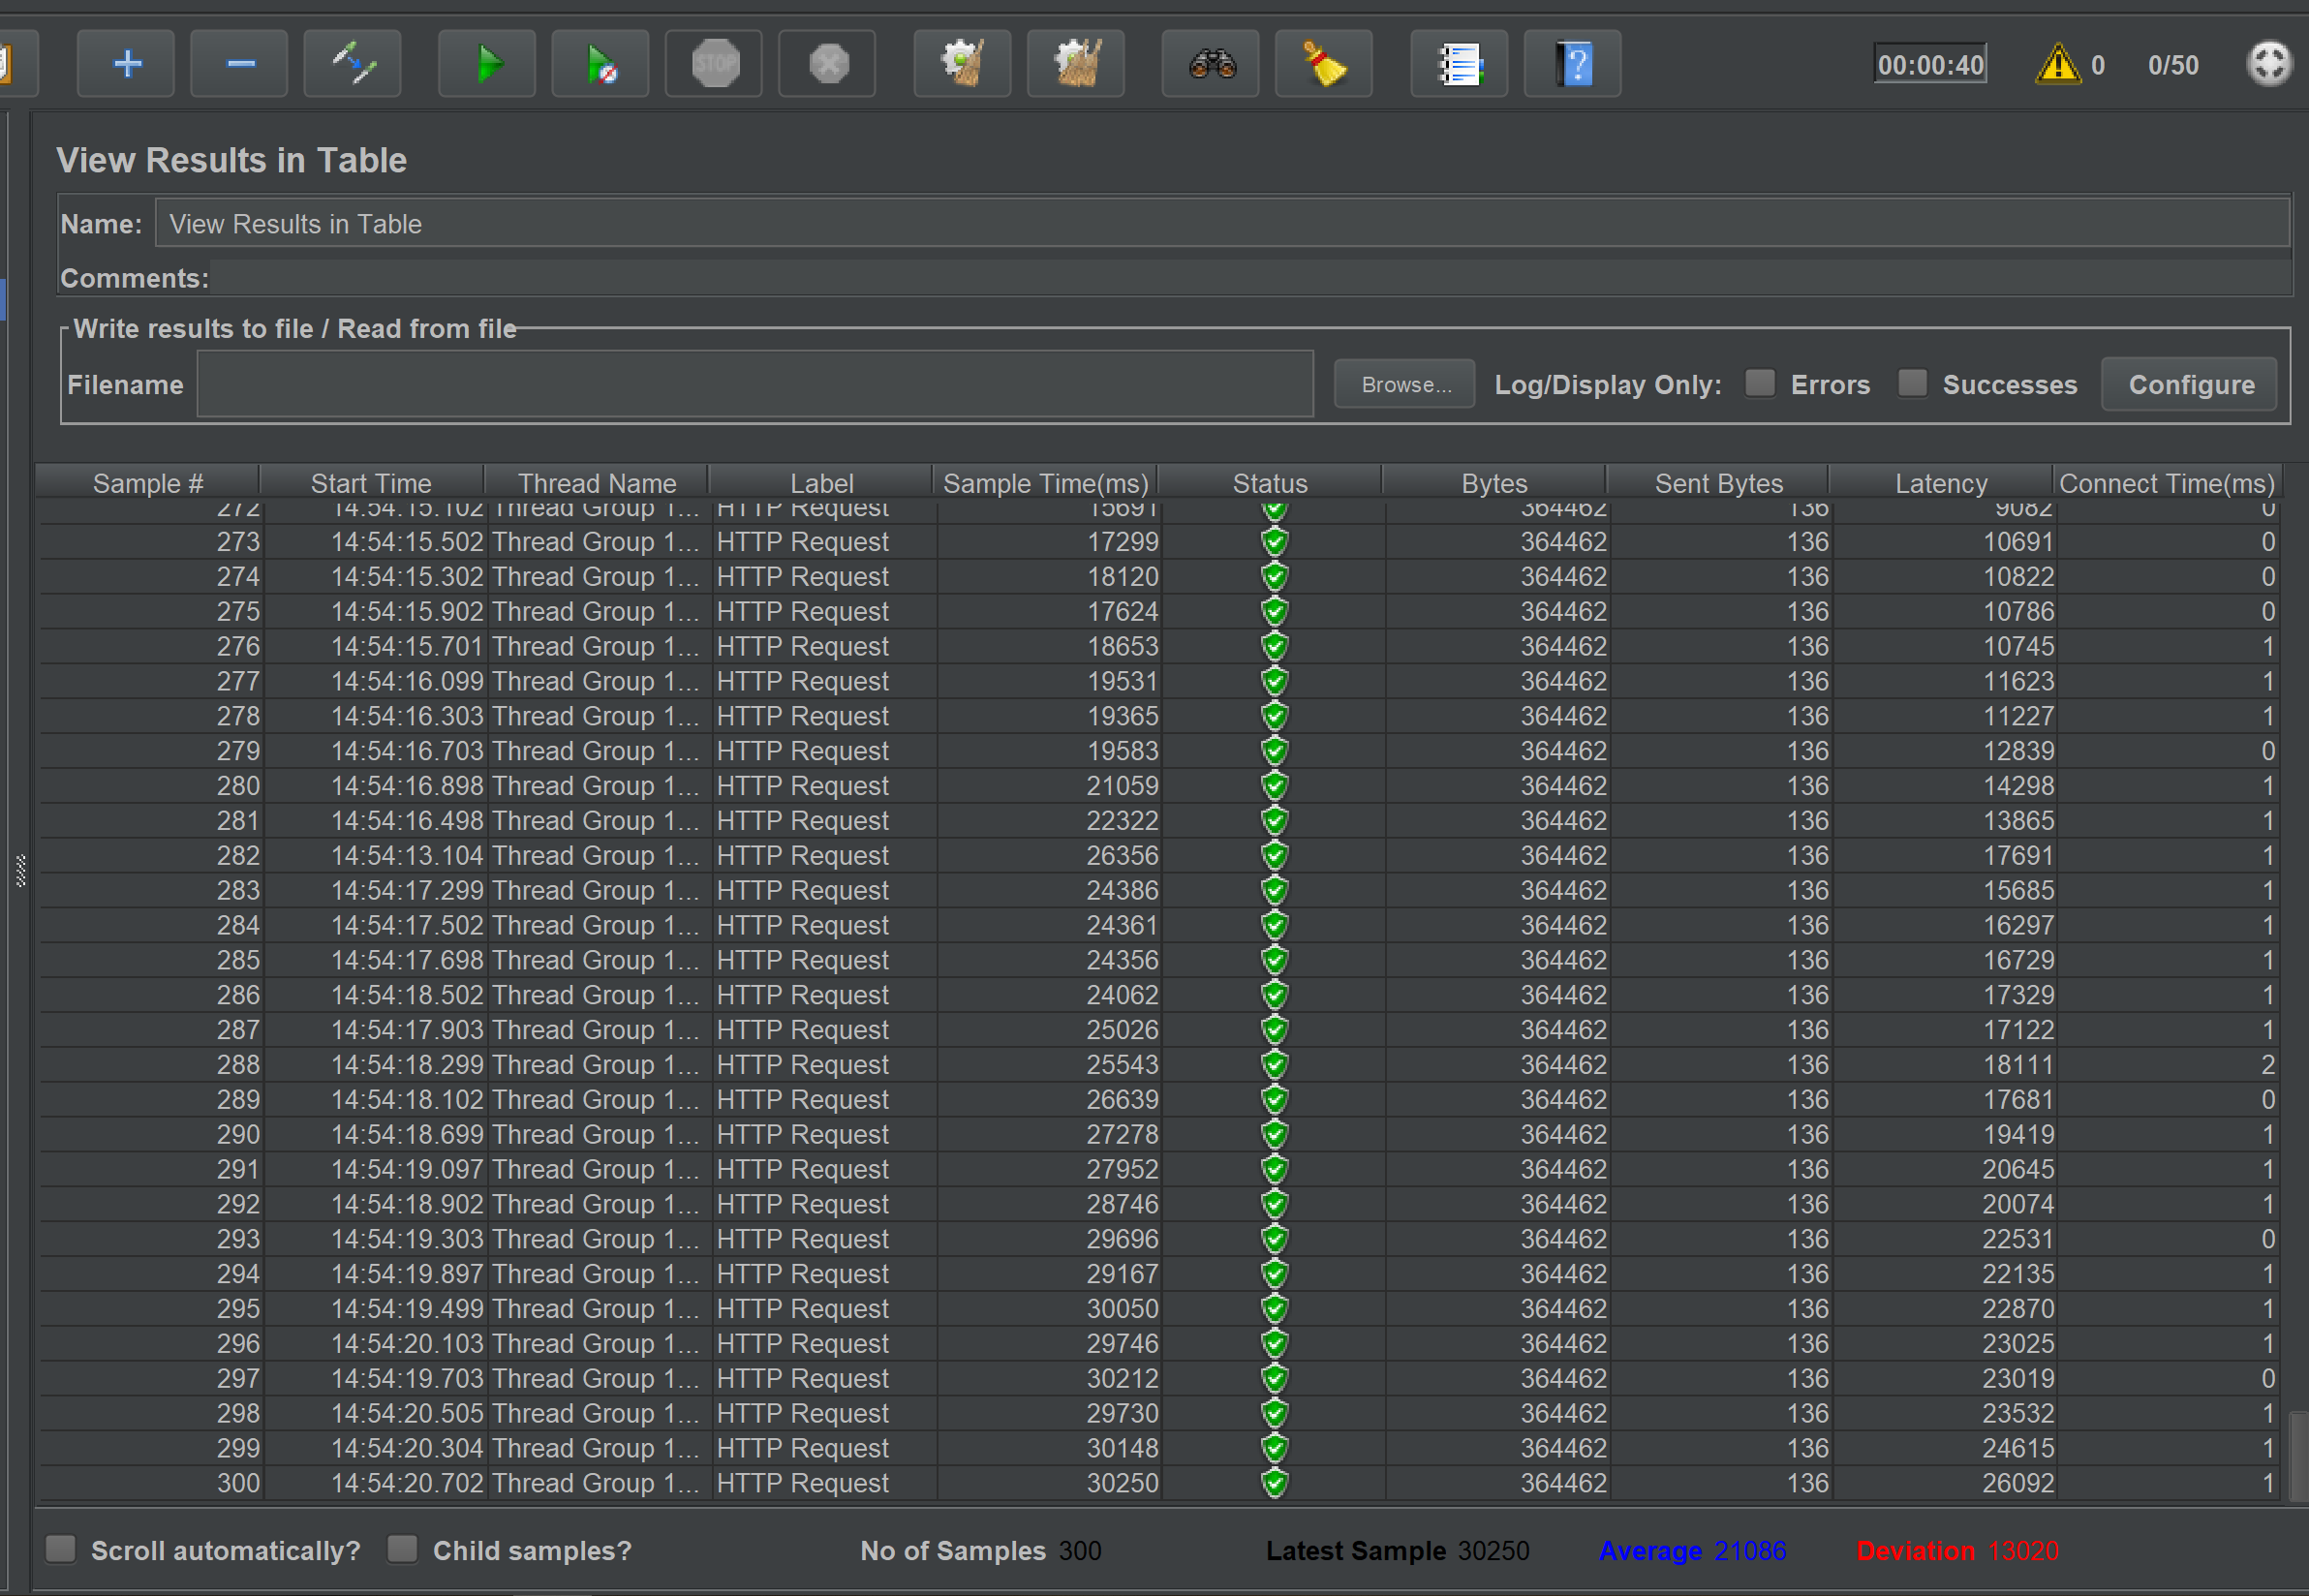 STOP
00:00:40 0 0/50
View Results in Table
Name: View Results in Table
Comments:
Write results to file / Read from file
Filename Browse... Log/Display Only: Errors Successes Configure
Sample # Start Time Thread Name Label Sample Time(ms) Status Bytes Sent Bytes Latency Connect Time(ms)
272 14:54:15.102 Thread Group 1... HTTP Request 15691 364462 136 9082 0
273 14:54:15.502 Thread Group 1... HTTP Request 17299 364462 136 10691 0
274 14:54:15.302 Thread Group 1... HTTP Request 18120 364462 136 10822 0
275 14:54:15.902 Thread Group 1... HTTP Request 17624 364462 136 10786 0
276 14:54:15.701 Thread Group 1... HTTP Request 18653 364462 136 10745 1
277 14:54:16.099 Thread Group 1... HTTP Request 19531 364462 136 11623 1
278 14:54:16.303 Thread Group 1... HTTP Request 19365 364462 136 11227 1
279 14:54:16.703 Thread Group 1... HTTP Request 19583 364462 136 12839 0
280 14:54:16.898 Thread Group 1... HTTP Request 21059 364462 136 14298 1
281 14:54:16.498 Thread Group 1... HTTP Request 22322 364462 136 13865 1
282 14:54:13.104 Thread Group 1... HTTP Request 26356 364462 136 17691 1
283 14:54:17.299 Thread Group 1... HTTP Request 24386 364462 136 15685 1
284 14:54:17.502 Thread Group 1... HTTP Request 24361 364462 136 16297 1
285 14:54:17.698 Thread Group 1... HTTP Request 24356 364462 136 16729 1
286 14:54:18.502 Thread Group 1... HTTP Request 24062 364462 136 17329 1
287 14:54:17.903 Thread Group 1... HTTP Request 25026 364462 136 17122 1
288 14:54:18.299 Thread Group 1... HTTP Request 25543 364462 136 18111 2
289 14:54:18.102 Thread Group 1... HTTP Request 26639 364462 136 17681 0
290 14:54:18.699 Thread Group 1... HTTP Request 27278 364462 136 19419 1
291 14:54:19.097 Thread Group 1... HTTP Request 27952 364462 136 20645 1
292 14:54:18.902 Thread Group 1... HTTP Request 28746 364462 136 20074 1
293 14:54:19.303 Thread Group 1... HTTP Request 29696 364462 136 22531 0
294 14:54:19.897 Thread Group 1... HTTP Request 29167 364462 136 22135 1
295 14:54:19.499 Thread Group 1... HTTP Request 30050 364462 136 22870 1
296 14:54:20.103 Thread Group 1... HTTP Request 29746 364462 136 23025 1
297 14:54:19.703 Thread Group 1... HTTP Request 30212 364462 136 23019 0
298 14:54:20.505 Thread Group 1... HTTP Request 29730 364462 136 23532 1
299 14:54:20.304 Thread Group 1... HTTP Request 30148 364462 136 24615 1
300 14:54:20.702 Thread Group 1... HTTP Request 30250 364462 136 26092 1
Scroll automatically? Child samples? No of Samples 300 Latest Sample 30250 Average 21086 Deviation 13020